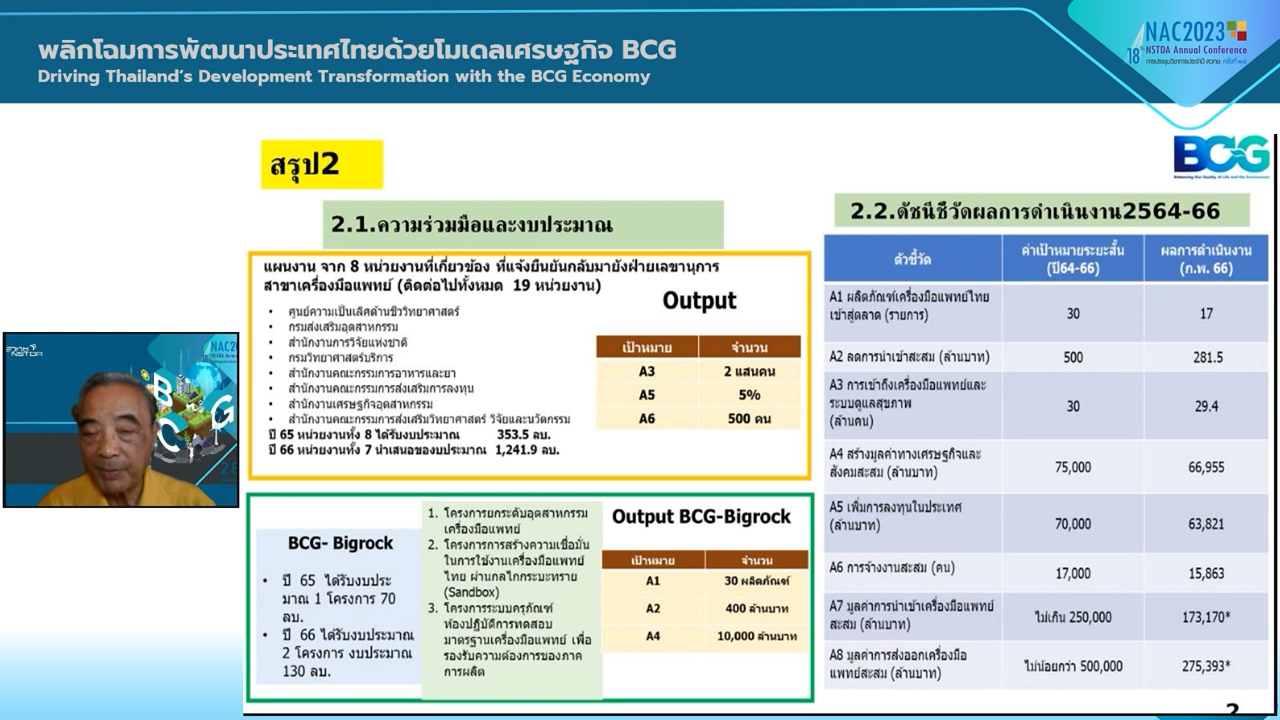 พลิกโฉมการพัฒนาประเทศไทยด้วยโมเดลเศรษฐกิจ BCG
Driving Thailand's Development Transformation with the BCG Economy
NAC2023
18th NSTDA Annual Conference
การประชุมวิชาการประจำปี สวทช. ครั้งที่ ๑๘
BCG
Enhancing Our Quality of Life and the Environment
สรุป2
2.1.ความร่วมมือและงบประมาณ
แผนงาน จาก 8 หน่วยงานที่เกี่ยวข้อง ที่แจ้งยืนยันกลับมายังฝ่ายเลขานุการ
สาขาเครื่องมือแพทย์ (ติดต่อไปทั้งหมด 19 หน่วยงาน)
• ศูนย์ความเป็นเลิศด้านชีววิทยาศาสตร์
• กรมส่งเสริมอุตสาหกรรม
• สำนักงานการวิจัยแห่งชาติ
• กรมวิทยาศาสตร์บริการ
• สำนักงานคณะกรรมการอาหารและยา
• สำนักงานคณะกรรมการส่งเสริมการลงทุน
• สำนักงานเศรษฐกิจอุตสาหกรรม
• สำนักงานคณะกรรมการส่งเสริมวิทยาศาสตร์ วิจัยและนวัตกรรม
ปี 65 หน่วยงานทั้ง 8 ได้รับงบประมาณ 353.5 ลบ.
ปี 66 หน่วยงานทั้ง 7 นำเสนอของบประมาณ 1,241.9 ลบ.
Output
เป้าหมาย จำนวน
A3 2 แสนคน
A5 5%
A6 500 คน
BCG- Bigrock
• ปี 65 ได้รับงบประ
มาณ 1 โครงการ 70
ลบ.
• ปี 66 ได้รับงบประมาณ
2 โครงการ งบประมาณ
130 ลบ.
1. โครงการยกระดับอุตสาหกรรม
เครื่องมือแพทย์
2. โครงการการสร้างความเชื่อมั่น
ในการใช้งานเครื่องมือแพทย์
ไทย ผ่านกลไกกระบะทราย
(Sandbox)
3. โครงการระบบครุภัณฑ์
ห้องปฏิบัติการทดสอบ
มาตรฐานเครื่องมือแพทย์ เพื่อ
รองรับความต้องการของภาค
การผลิต
Output BCG-Bigrock
เป้าหมาย จำนวน
A1 30 ผลิตภัณฑ์
A2 400 ล้านบาท
A4 10,000 ล้านบาท
2.2.ดัชนีชี้วัดผลการดำเนินงาน2564-66
ตัวชี้วัด ค่าเป้าหมายระยะสั้น ผลการดำเนินงาน
(ปี64-66) (ก.พ. 66)
A1 ผลิตภัณฑ์เครื่องมือแพทย์ไทย
เข้าสู่ตลาด (รายการ) 30 17
A2 ลดการนำเข้าสะสม (ล้านบาท) 500 281.5
A3 การเข้าถึงเครื่องมือแพทย์และ
ระบบดูแลสุขภาพ 30 29.4
(ล้านคน)
A4 สร้างมูลค่าทางเศรษฐกิจและ
สังคมสะสม (ล้านบาท) 75,000 66,955
A5 เพิ่มการลงทุนในประเทศ
(ล้านบาท) 70,000 63,821
A6 การจ้างงานสะสม (คน) 17,000 15,863
A7 มูลค่าการนำเข้าเครื่องมือแพทย์
สะสม (ล้านบาท) ไม่เกิน 250,000 173,170*
A8 มูลค่าการส่งออกเครื่องมือ
แพทย์สะสม (ล้านบาท) ไม่น้อยกว่า 500,000 275,393*
สวทช
NSTDA
NAC20
B
C
G